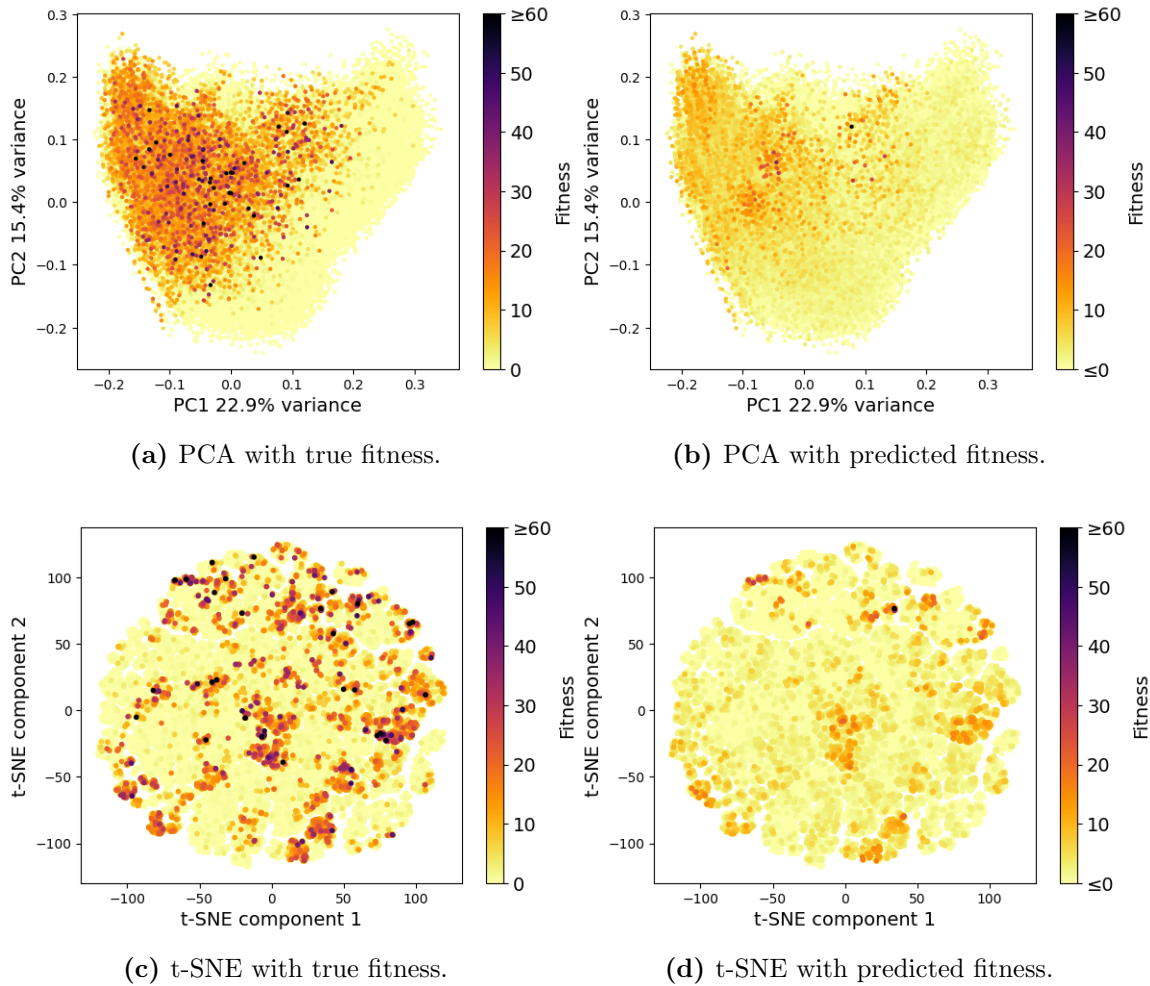 0.3
0.2
0.1
0.0
−0.1
−0.2
PC2 15.4% variance
−0.2 −0.1 0.0 0.1 0.2 0.3
PC1 22.9% variance
≥60
50
40
30
20
10
0
Fitness
(a) PCA with true fitness.
0.3
0.2
0.1
0.0
−0.1
−0.2
PC2 15.4% variance
−0.2 −0.1 0.0 0.1 0.2 0.3
PC1 22.9% variance
≥60
50
40
30
20
10
≤0
Fitness
(b) PCA with predicted fitness.
100
50
0
−50
−100
t-SNE component 2
−100 −50 0 50 100
t-SNE component 1
≥60
50
40
30
20
10
0
Fitness
(c) t-SNE with true fitness.
100
50
0
−50
−100
t-SNE component 2
−100 −50 0 50 100
t-SNE component 1
≥60
50
40
30
20
10
≤0
Fitness
(d) t-SNE with predicted fitness.